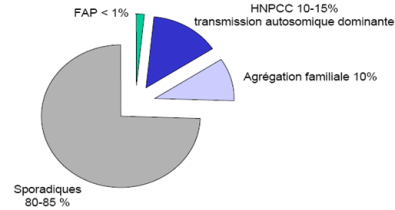 FAP < 1%
HNPCC 10-15%
transmission autosomique dominante
Agrégation familiale 10%
Sporadiques
80-85 %